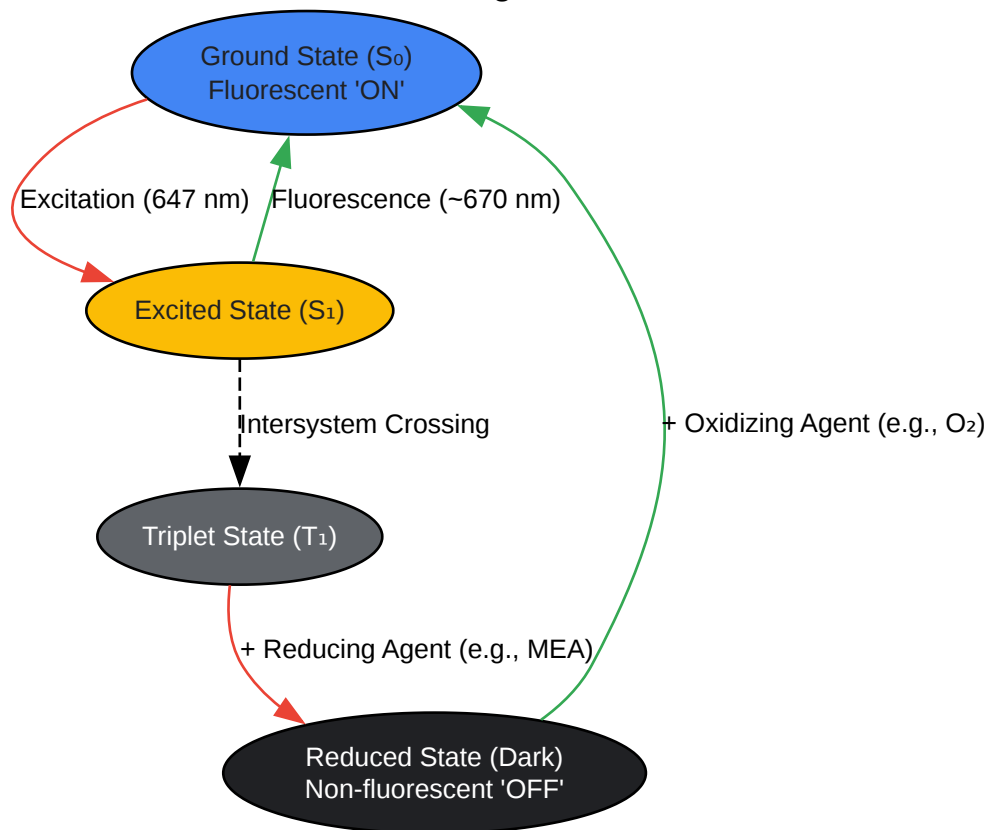 Ground State (S₀)
Fluorescent 'ON'
Excitation (647 nm)
Fluorescence (~670 nm)
Excited State (S₁)
Intersystem Crossing
+ Oxidizing Agent (e.g., O₂)
Triplet State (T₁)
+ Reducing Agent (e.g., MEA)
Reduced State (Dark)
Non-fluorescent 'OFF'